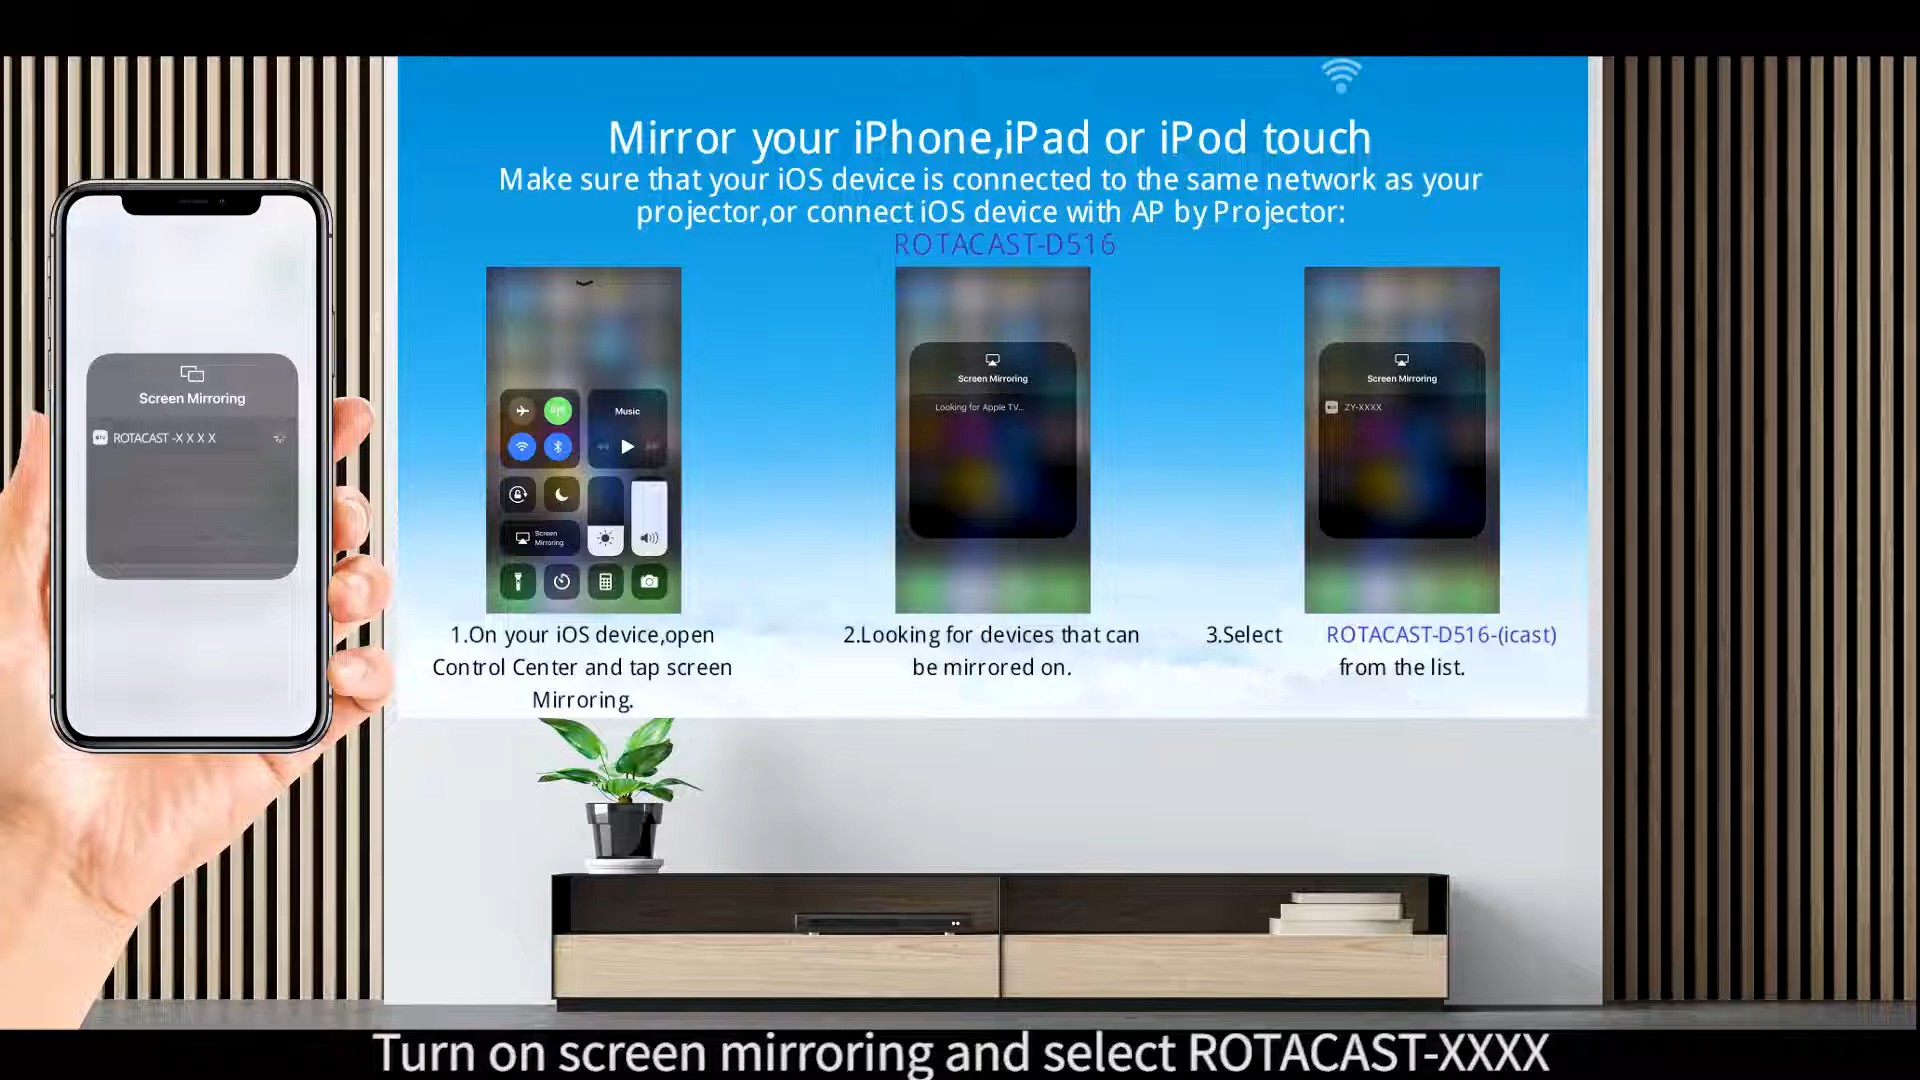 Mirror your iPhone,iPad or iPod touch
Make sure that your iOS device is connected to the same network as your
projector,or connect iOS device with AP by Projector:
ROTACAST-D516
Screen Mirroring
ROTACAST -X X X X
Music
Screen
Mirroring
Screen Mirroring
Looking for Apple TV...
Screen Mirroring
ZY-XXXX
1.On your iOS device,open
Control Center and tap screen
Mirroring.
2.Looking for devices that can
be mirrored on.
3.Select ROTACAST-D516-(icast)
from the list.
Turn on screen mirroring and select ROTACAST-XXXX